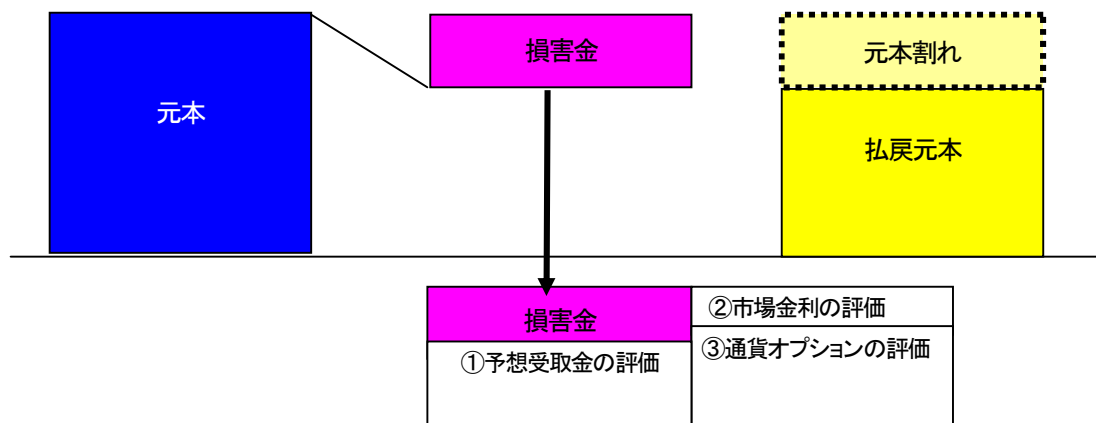 元本
損害金
元本割れ
払戻元本
損害金
①予想受取金の評価
②市場金利の評価
③通貨オプションの評価